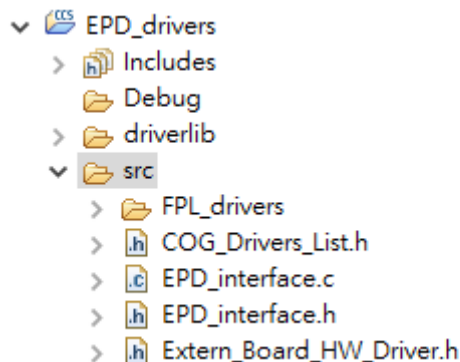 EPD_drivers
Includes
Debug
driverlib
src
FPL_drivers
COG_Drivers_List.h
EPD_interface.c
EPD_interface.h
Extern_Board_HW_Driver.h